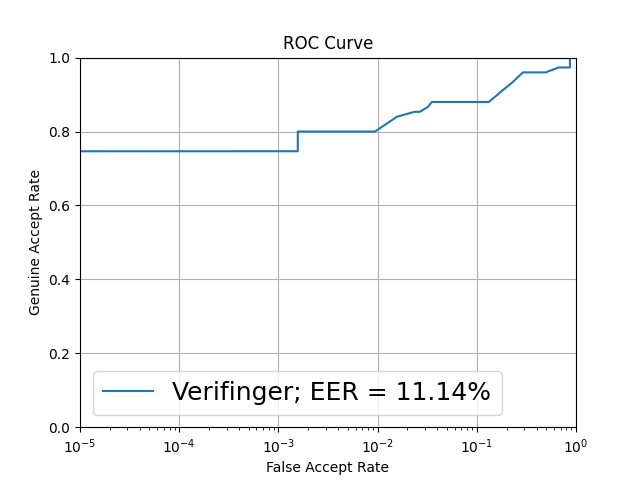 ROC Curve
Genuine Accept Rate
1.0
0.8
0.6
0.4
0.2
0.0
Verifinger; EER = 11.14%
10⁻⁵ 10⁻⁴ 10⁻³ 10⁻² 10⁻¹ 10⁰
False Accept Rate